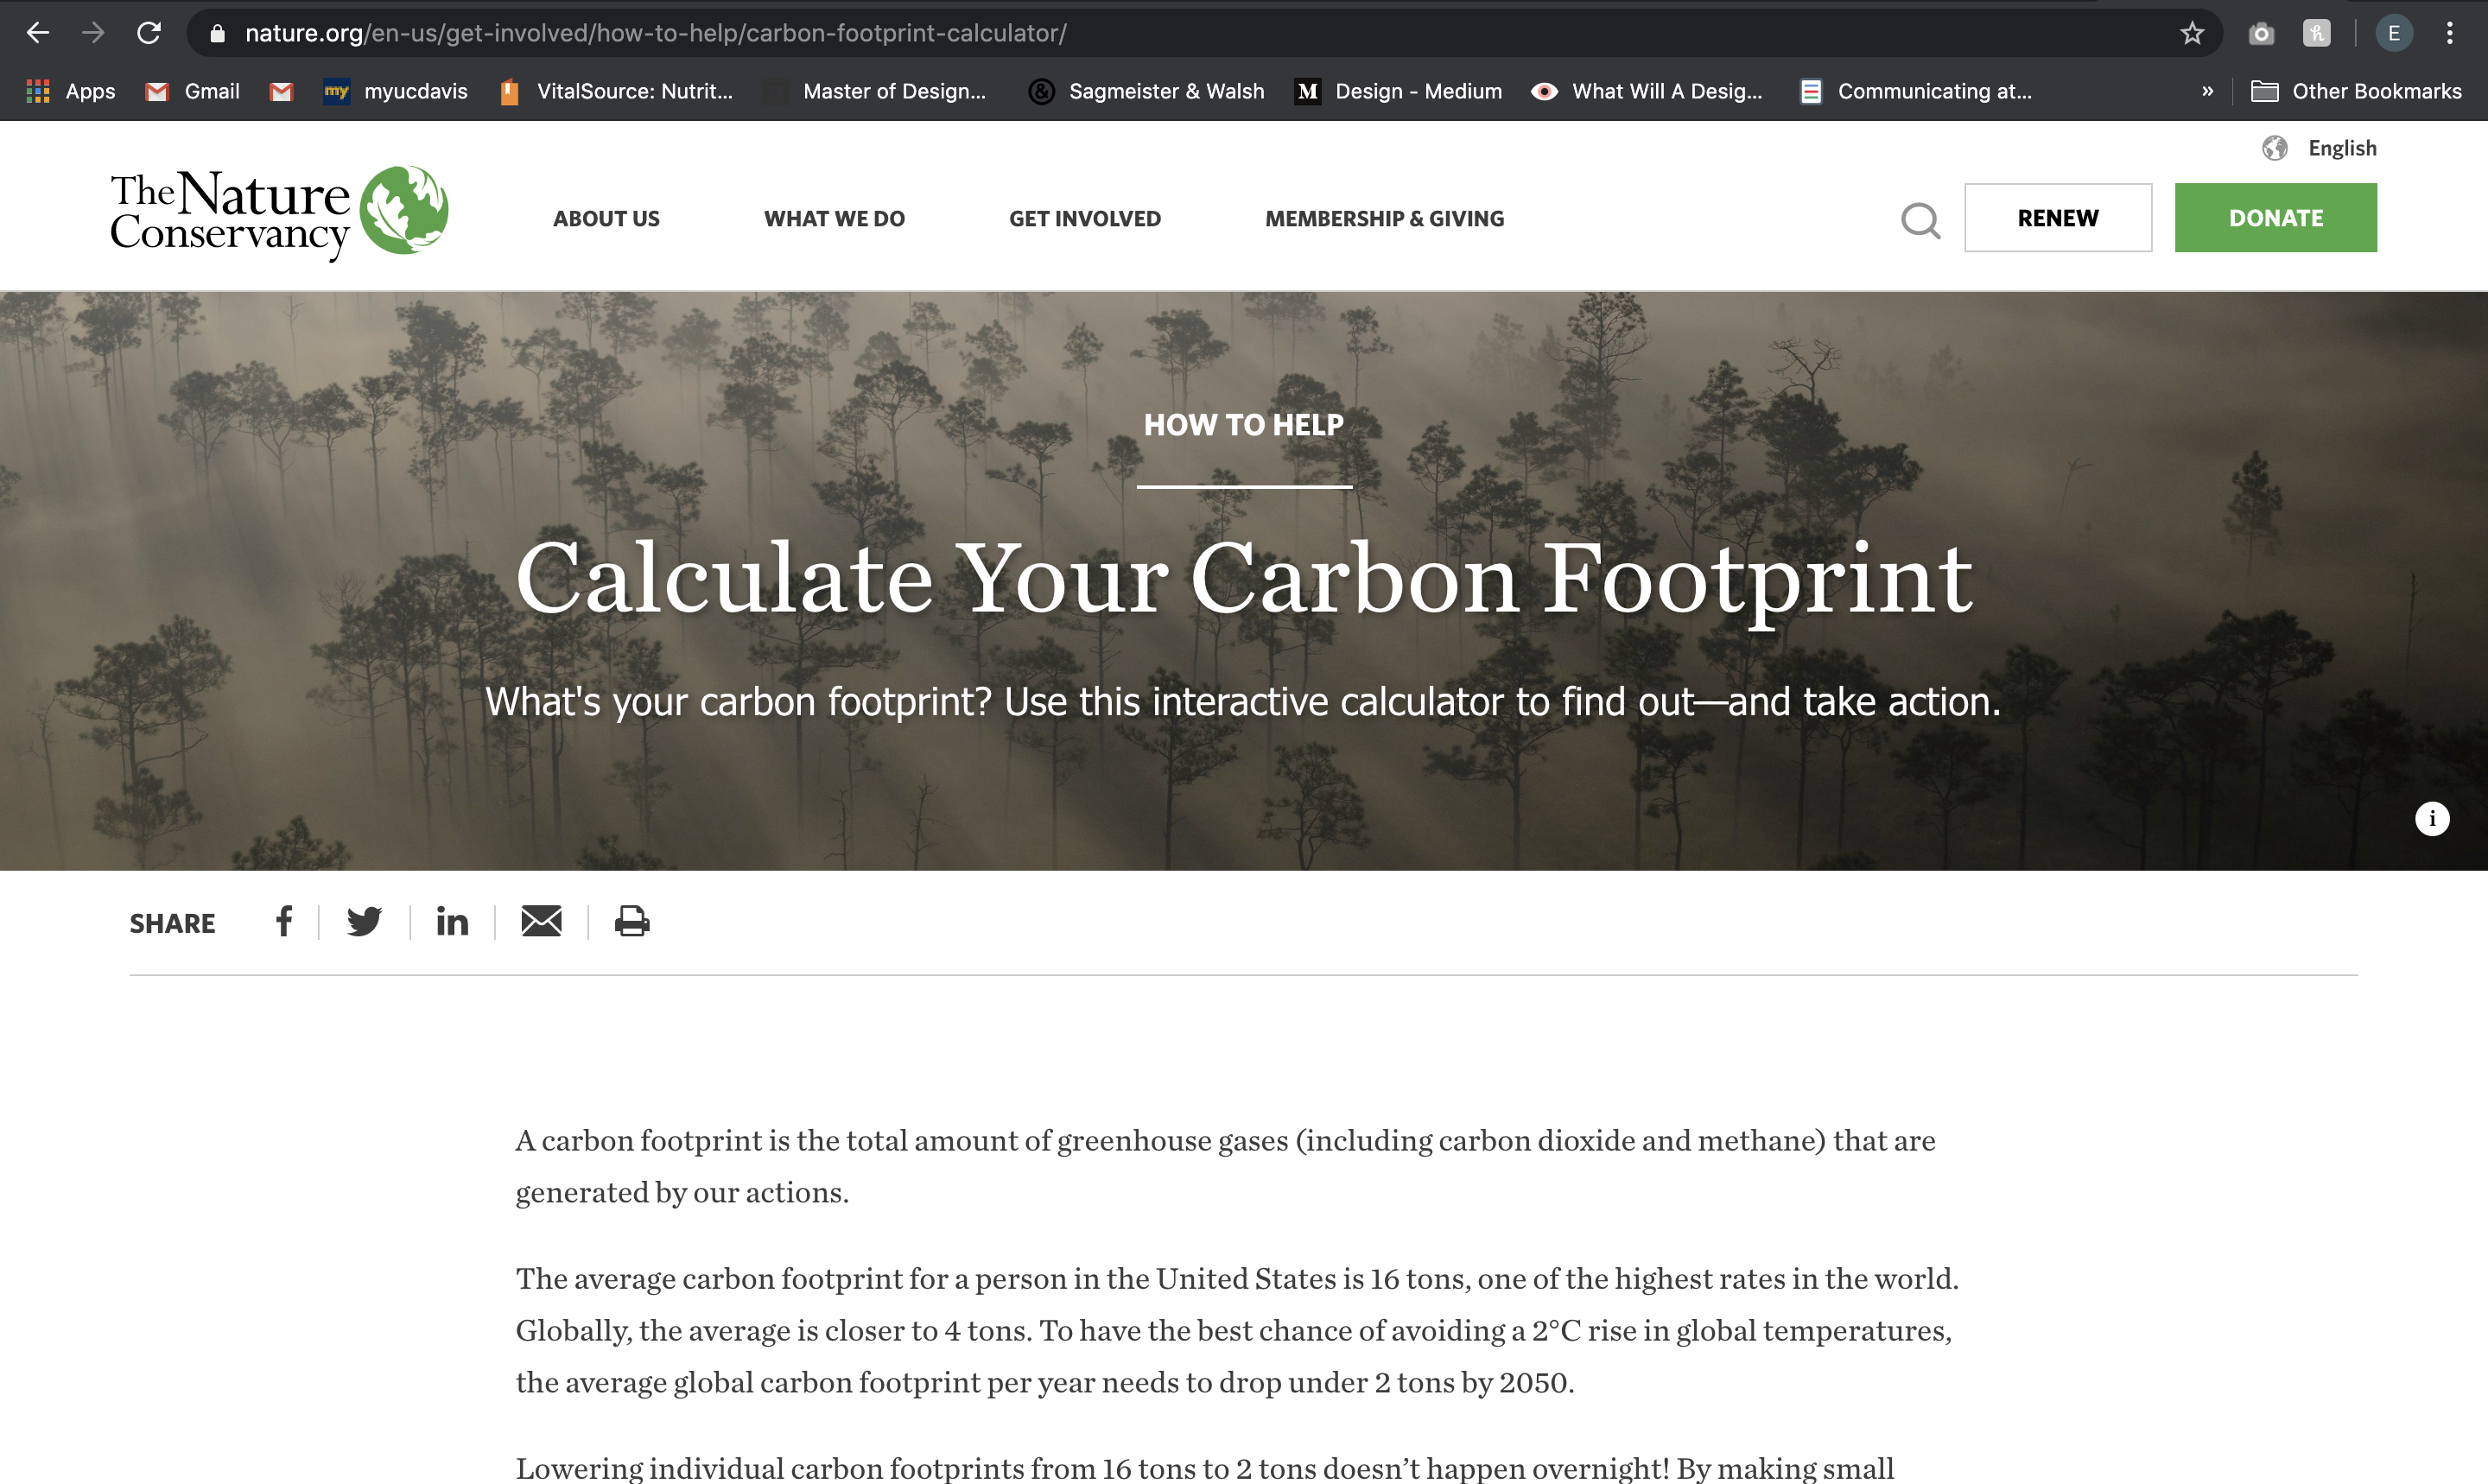 nature.org/en-us/get-involved/how-to-help/carbon-footprint-calculator/
E
Apps Gmail my myucdavis VitalSource: Nutrit... Master of Design... & Sagmeister & Walsh M Design - Medium What Will A Desig... Communicating at... » Other Bookmarks
English
The Nature
Conservancy
ABOUT US WHAT WE DO GET INVOLVED MEMBERSHIP & GIVING RENEW DONATE
HOW TO HELP
Calculate Your Carbon Footprint
What's your carbon footprint? Use this interactive calculator to find out—and take action.
i
SHARE f in
A carbon footprint is the total amount of greenhouse gases (including carbon dioxide and methane) that are
generated by our actions.
The average carbon footprint for a person in the United States is 16 tons, one of the highest rates in the world.
Globally, the average is closer to 4 tons. To have the best chance of avoiding a 2°C rise in global temperatures,
the average global carbon footprint per year needs to drop under 2 tons by 2050.
Lowering individual carbon footprints from 16 tons to 2 tons doesn’t happen overnight! By making small